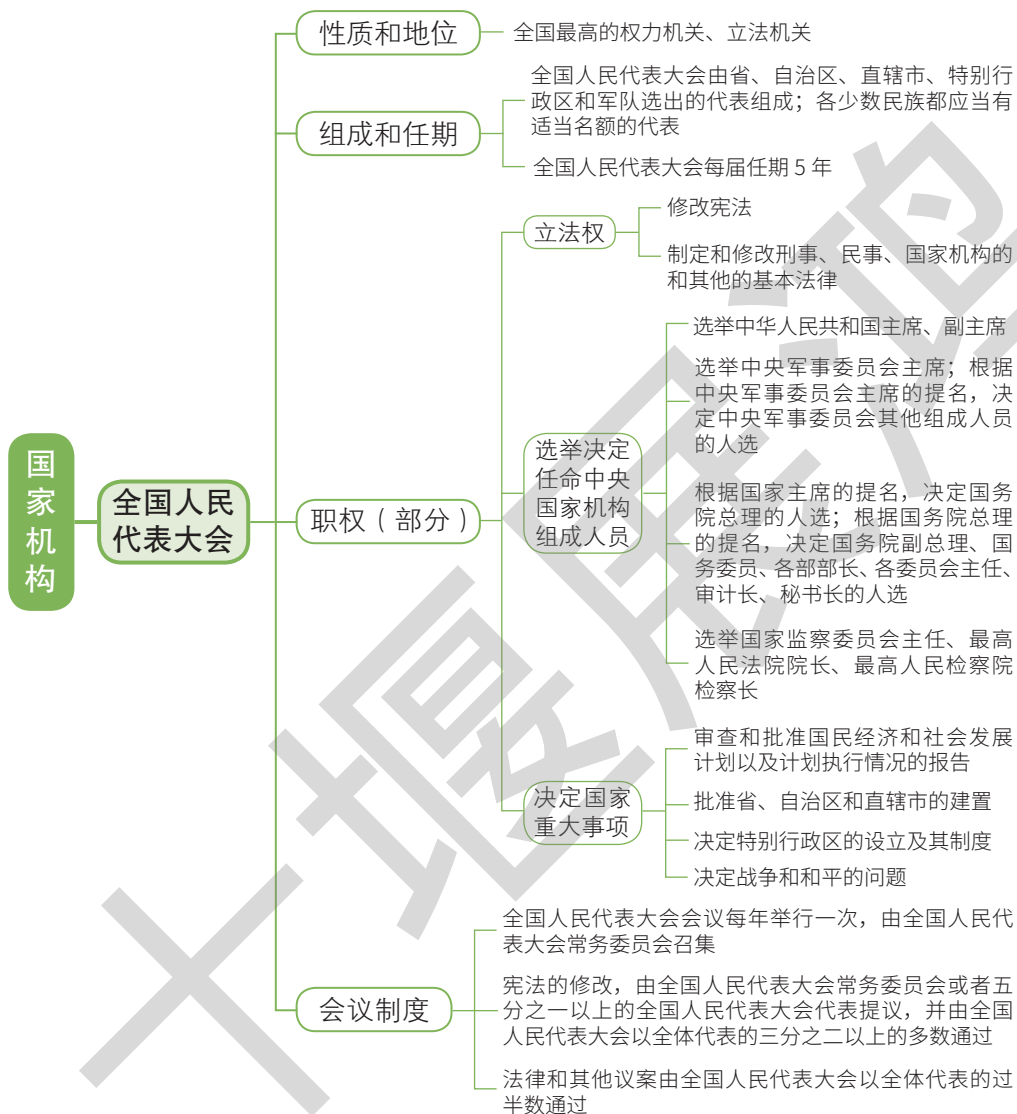 国家机构
全国人民
代表大会
性质和地位
全国最高的权力机关、立法机关
组成和任期
全国人民代表大会由省、自治区、直辖市、特别行
政区和军队选出的代表组成；各少数民族都应当有
适当名额的代表
全国人民代表大会每届任期 5 年
职权（部分）
立法权
修改宪法
制定和修改刑事、民事、国家机构的
和其他的基本法律
选举决定
任命中央
国家机构
组成人员
选举中华人民共和国主席、副主席
选举中央军事委员会主席；根据
中央军事委员会主席的提名，决
定中央军事委员会其他组成人员
的人选
根据国家主席的提名，决定国务
院总理的人选；根据国务院总理
的提名，决定国务院副总理、国
务委员、各部部长、各委员会主任、
审计长、秘书长的人选
选举国家监察委员会主任、最高
人民法院院长、最高人民检察院
检察长
决定国家
重大事项
审查和批准国民经济和社会发展
计划以及计划执行情况的报告
批准省、自治区和直辖市的建置
决定特别行政区的设立及其制度
决定战争和和平的问题
会议制度
全国人民代表大会会议每年举行一次，由全国人民代
表大会常务委员会召集
宪法的修改，由全国人民代表大会常务委员会或者五
分之一以上的全国人民代表大会代表提议，并由全国
人民代表大会以全体代表的三分之二以上的多数通过
法律和其他议案由全国人民代表大会以全体代表的过
半数通过
十堰展鸿